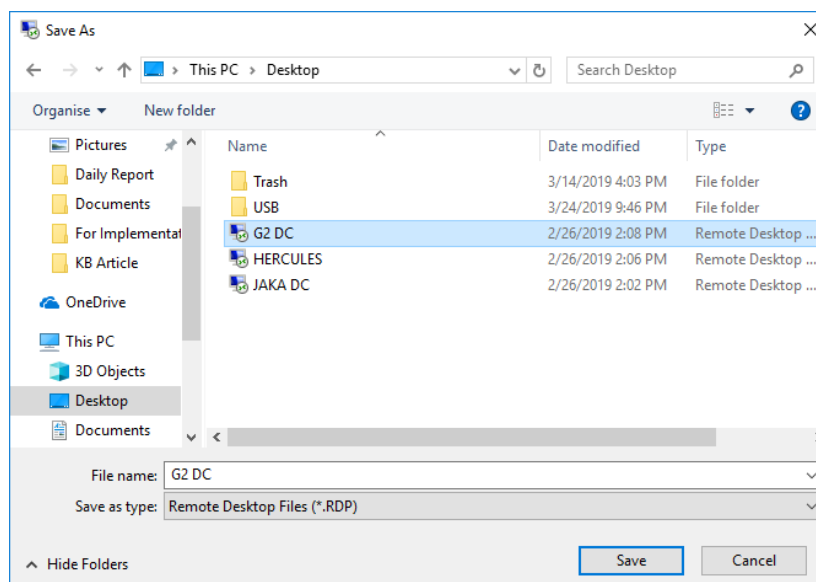 Save As
This PC > Desktop
Search Desktop
Organise
New folder
?
Pictures
Daily Report
Documents
For Implementat
KB Article
OneDrive
This PC
3D Objects
Desktop
Documents
Name Date modified Type
Trash 3/14/2019 4:03 PM File folder
USB 3/24/2019 9:46 PM File folder
G2 DC 2/26/2019 2:08 PM Remote Desktop ...
HERCULES 2/26/2019 2:06 PM Remote Desktop ...
JAKA DC 2/26/2019 2:02 PM Remote Desktop ...
File name: G2 DC
Save as type: Remote Desktop Files (*.RDP)
Hide Folders
Save
Cancel